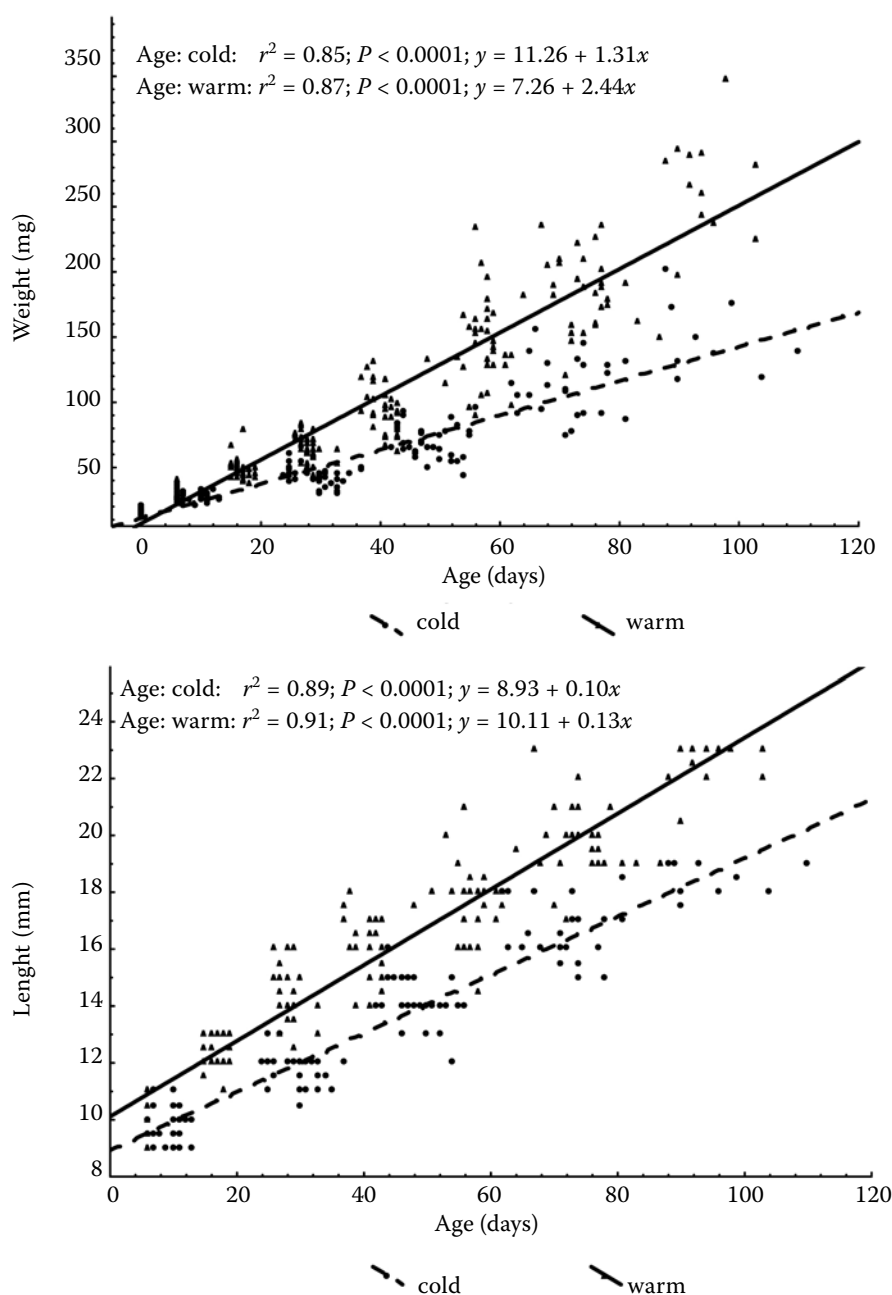 Age: cold: r² = 0.85; P < 0.0001; y = 11.26 + 1.31x
Age: warm: r² = 0.87; P < 0.0001; y = 7.26 + 2.44x
350
300
250
200
150
100
50
Weight (mg)
0 20 40 60 80 100 120
Age (days)
cold warm
Age: cold: r² = 0.89; P < 0.0001; y = 8.93 + 0.10x
Age: warm: r² = 0.91; P < 0.0001; y = 10.11 + 0.13x
24
22
20
18
16
14
12
10
8
Lenght (mm)
0 20 40 60 80 100 120
Age (days)
cold warm